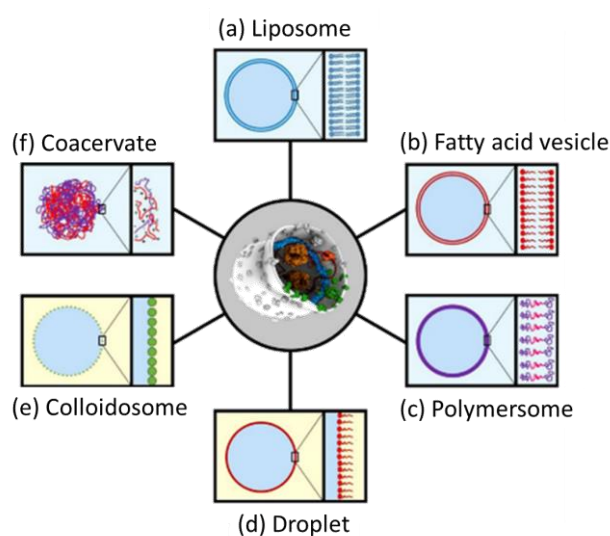 (a) Liposome
(f) Coacervate
(b) Fatty acid vesicle
(e) Colloidosome
(c) Polymersome
(d) Droplet